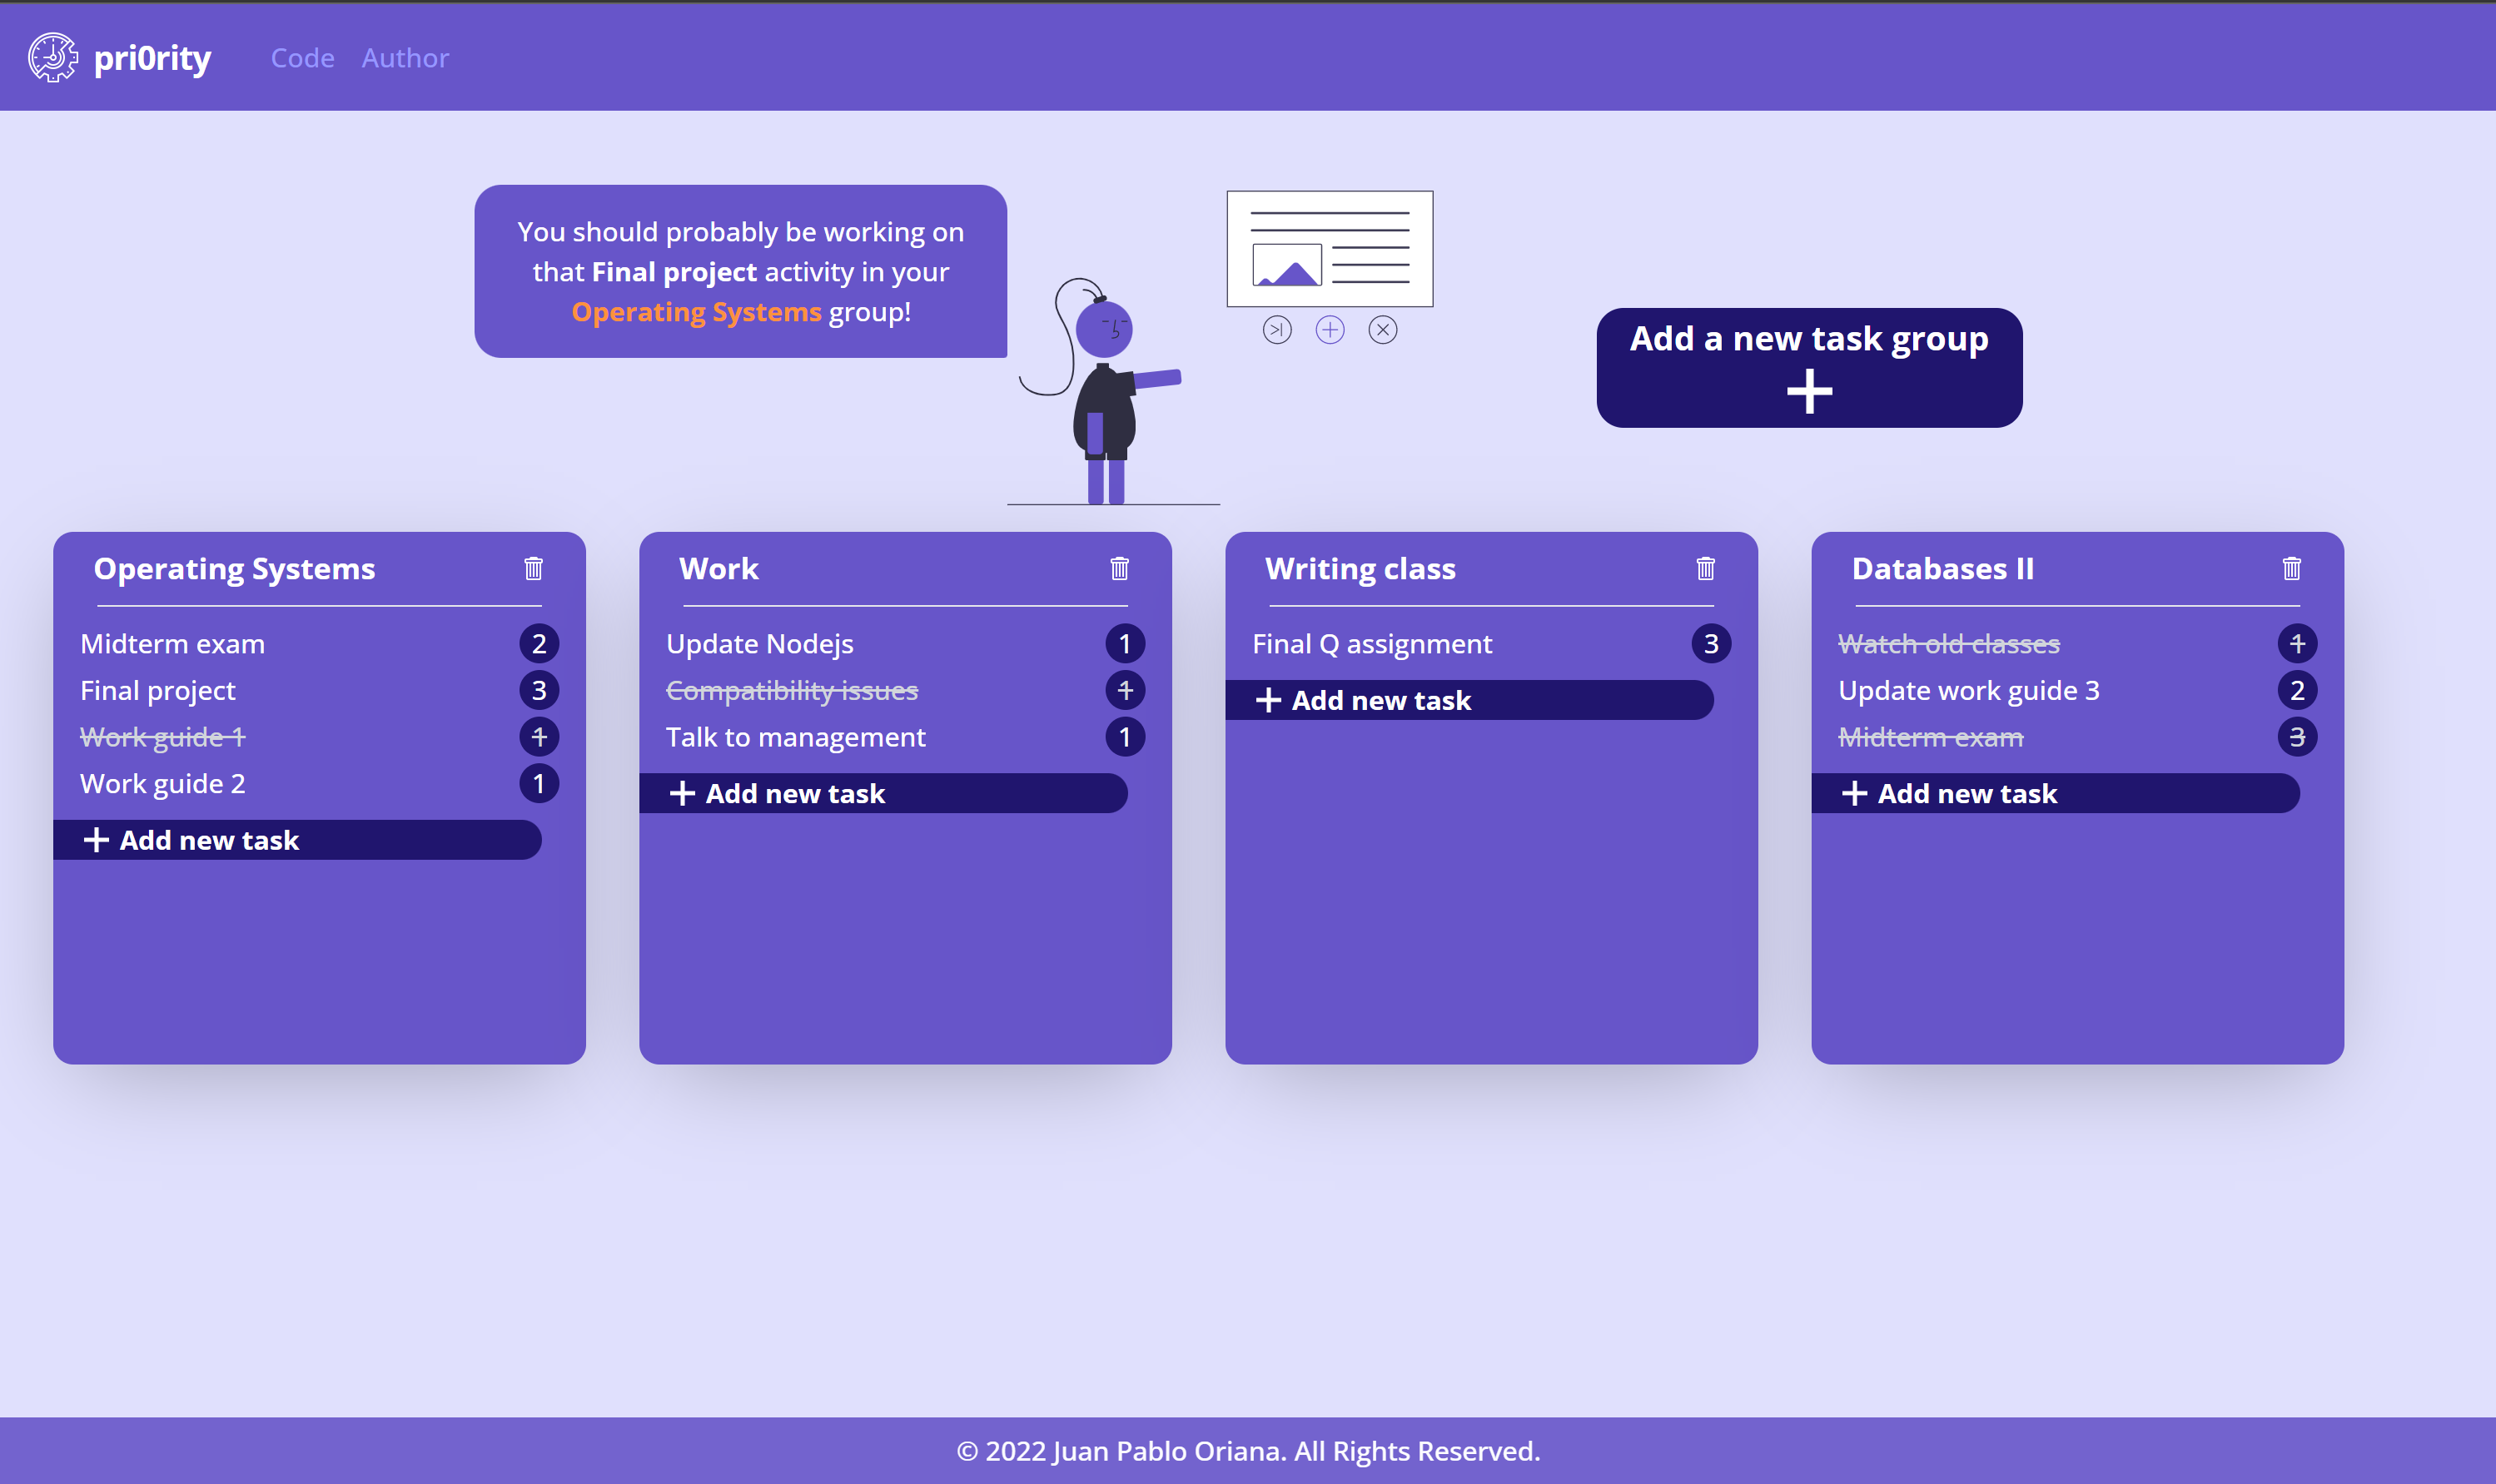 pri0rity
Code Author
You should probably be working on
that Final project activity in your
Operating Systems group!
Add a new task group
Operating Systems
Midterm exam 2
Final project 3
Work guide 1 1
Work guide 2 1
Add new task
Work
Update Nodejs 1
Compatibility issues 1
Talk to management 1
Add new task
Writing class
Final Q assignment 3
Add new task
Databases II
Watch old classes 1
Update work guide 3 2
Midterm exam 3
Add new task
© 2022 Juan Pablo Oriana. All Rights Reserved.